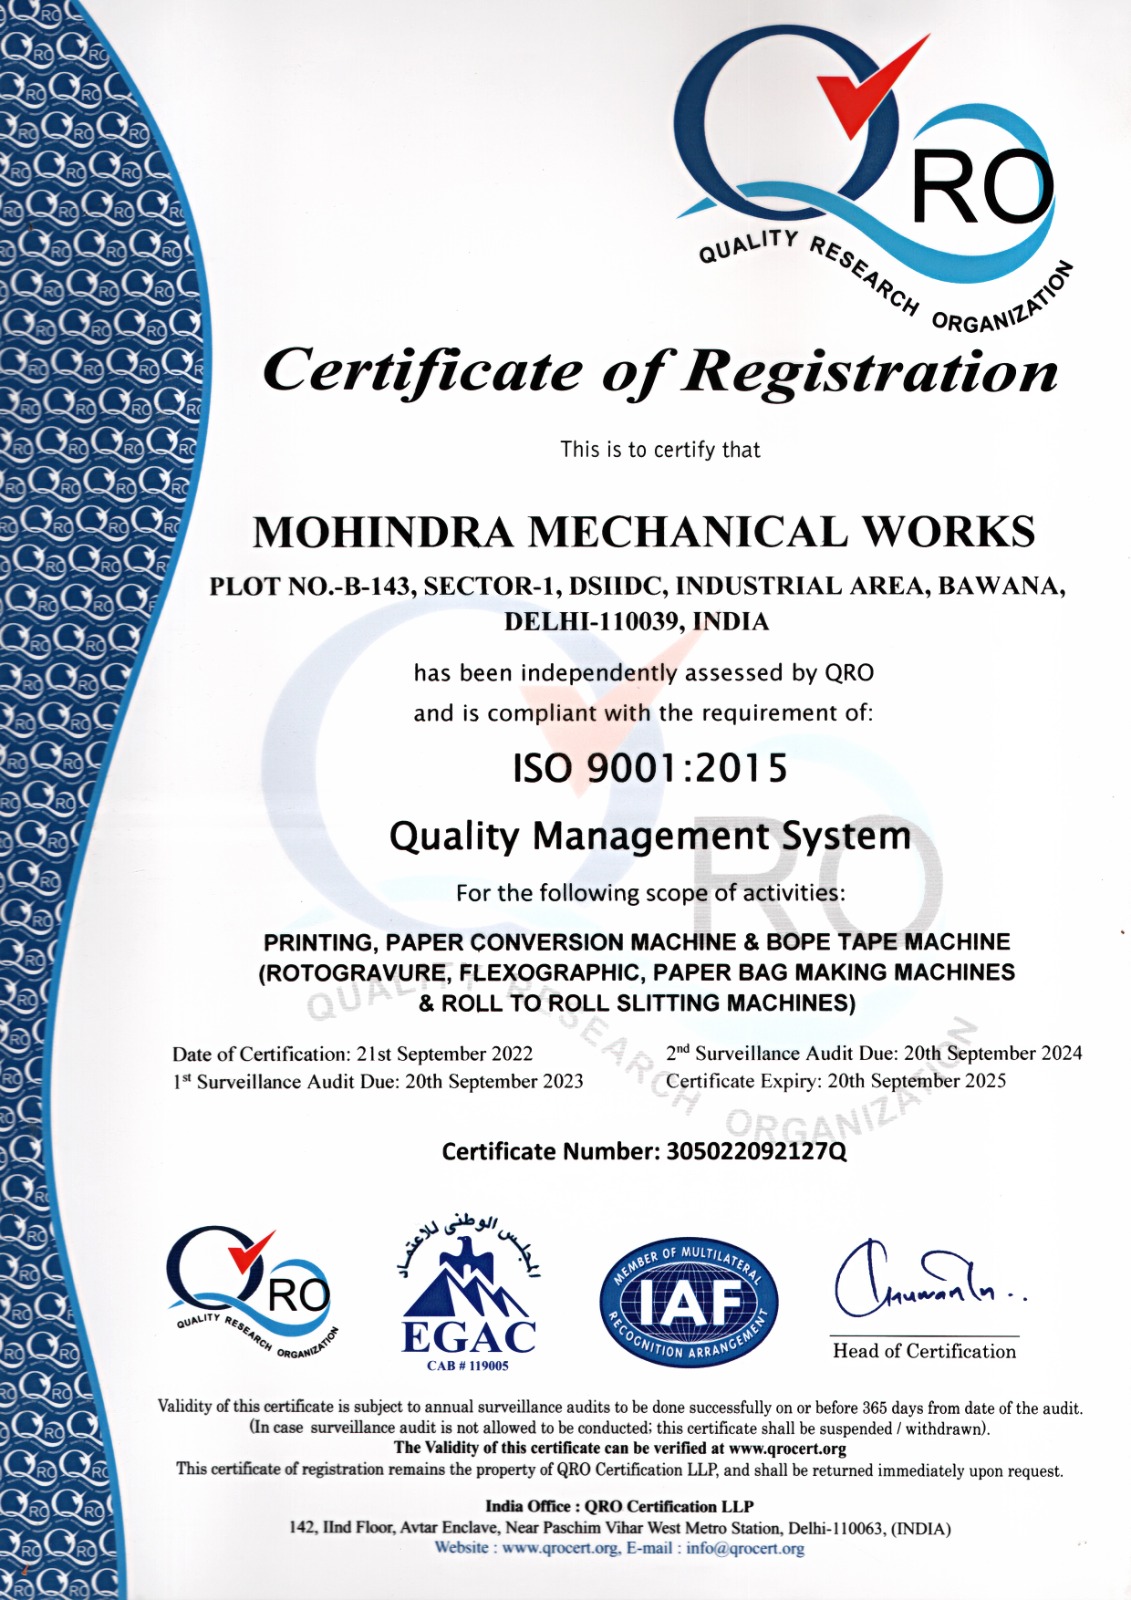 QRO
QUALITY RESEARCH ORGANIZATION
Certificate of Registration
This is to certify that
MOHINDRA MECHANICAL WORKS
PLOT NO.-B-143, SECTOR-1, DSIIDC, INDUSTRIAL AREA, BAWANA,
DELHI-110039, INDIA
has been independently assessed by QRO
and is compliant with the requirement of:
ISO 9001:2015
Quality Management System
For the following scope of activities:
PRINTING, PAPER CONVERSION MACHINE & BOPE TAPE MACHINE
(ROTOGRAVURE, FLEXOGRAPHIC, PAPER BAG MAKING MACHINES
& ROLL TO ROLL SLITTING MACHINES)
QRO
QUALITY RESEARCH ORGANIZATION
Date of Certification: 21st September 2022
2nd Surveillance Audit Due: 20th September 2024
1st Surveillance Audit Due: 20th September 2023
Certificate Expiry: 20th September 2025
Certificate Number: 305022092127Q
QRO
QUALITY RESEARCH ORGANIZATION
المجلس الوطنى للاعتماد
EGAC
CAB # 119005
MEMBER OF MULTILATERAL
IAF
RECOGNITION ARRANGEMENT
Head of Certification
Validity of this certificate is subject to annual surveillance audits to be done successfully on or before 365 days from date of the audit.
(In case surveillance audit is not allowed to be conducted; this certificate shall be suspended / withdrawn).
The Validity of this certificate can be verified at www.qrocert.org
This certificate of registration remains the property of QRO Certification LLP, and shall be returned immediately upon request.
India Office : QRO Certification LLP
142, IInd Floor, Avtar Enclave, Near Paschim Vihar West Metro Station, Delhi-110063, (INDIA)
Website : www.qrocert.org, E-mail : info@qrocert.org